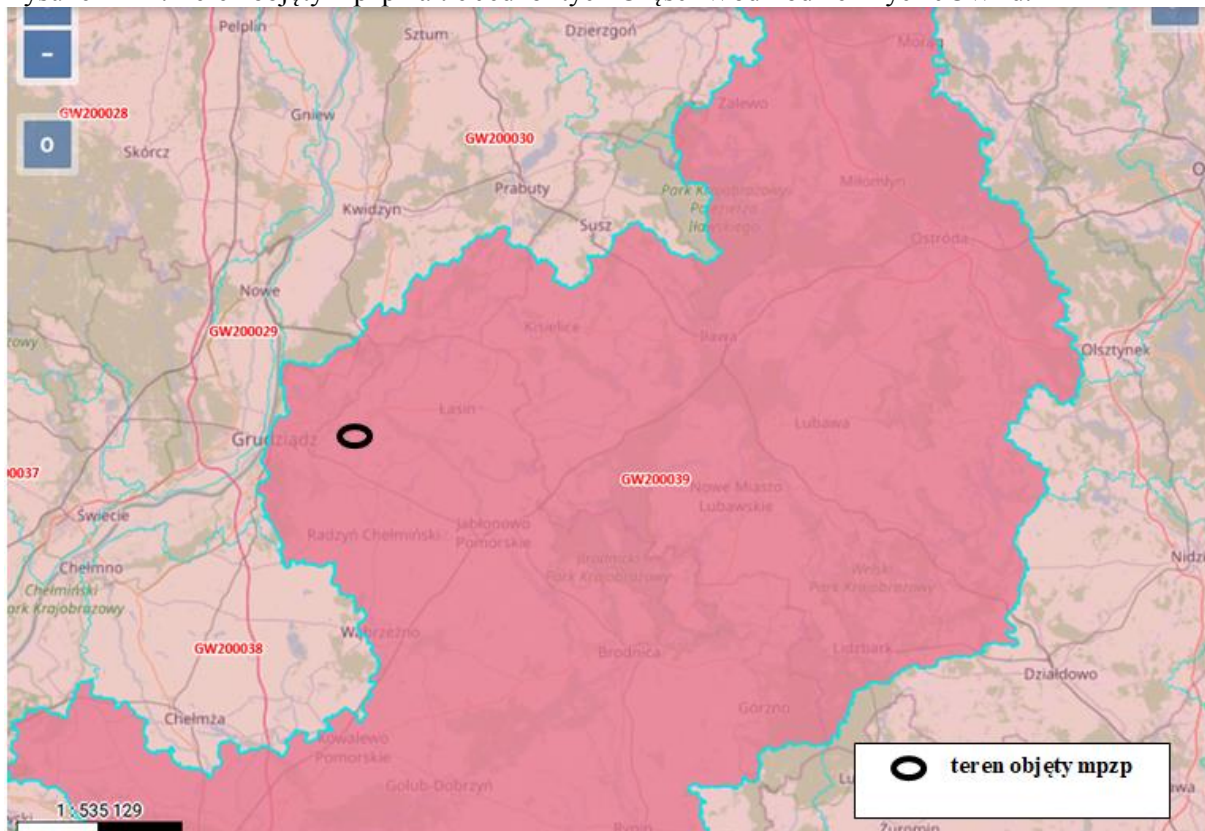 Pelplin
Sztum
Dzierzgoń
Morąg
-
GW200028
Gniew
Zalewo
O
Skórcz
GW200030
Prabuty
Park Krajobrazowy
Pojezierza
Iławskiego
Miłomłyn
Kwidzyn
Susz
Ostróda
Nowe
GW200029
Kisielice
Iława
Olsztynek
Łasin
Lubawa
Grudziądz
GW200039
Nowe Miasto
Lubawskie
Świecie
Radzyń Chełmiński
Jabłonowo
Pomorskie
Brodnicki
Park Krajobrazowy
Welski
Park Krajobrazowy
Chełmno
Chełmiński
Wąbrzeźno
GW200038
Brodnica
Lidzbark
Działdowo
Chełmża
Górzno
Kowalewo
Pomorskie
Golub-Dobrzyń
teren objęty mpzp
1 : 535 129